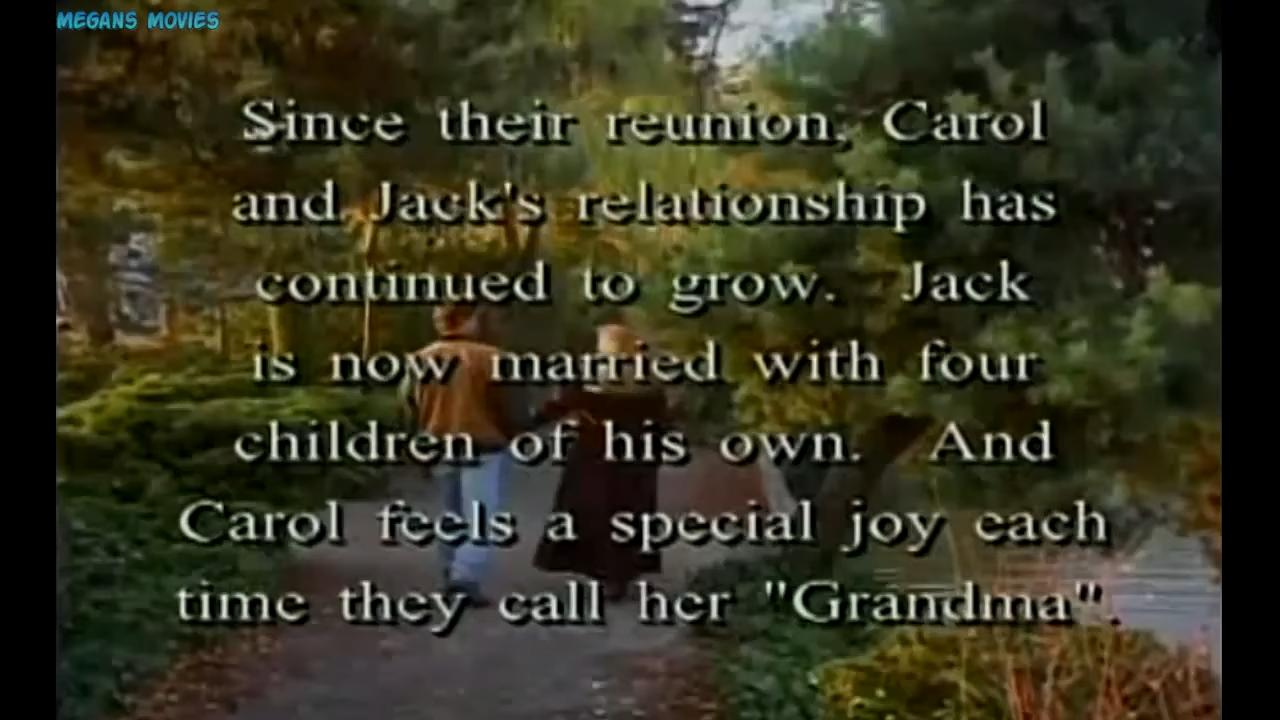 MEGANS MOVIES
Since their reunion, Carol
and Jack's relationship has
continued to grow. Jack
is now married with four
children of his own. And
Carol feels a special joy each
time they call her "Grandma".